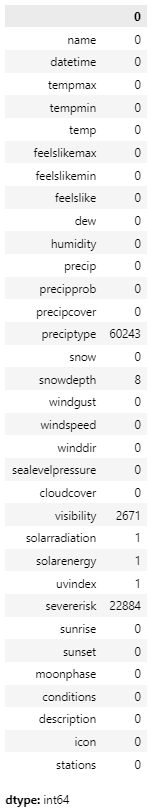 0
name 0
datetime 0
tempmax 0
tempmin 0
temp 0
feelslikemax 0
feelslikemin 0
feelslike 0
dew 0
humidity 0
precip 0
precipprob 0
precipcover 0
preciptype 60243
snow 0
snowdepth 8
windgust 0
windspeed 0
winddir 0
sealevelpressure 0
cloudcover 0
visibility 2671
solarradiation 1
solarenergy 1
uvindex 1
severerisk 22884
sunrise 0
sunset 0
moonphase 0
conditions 0
description 0
icon 0
stations 0
dtype: int64